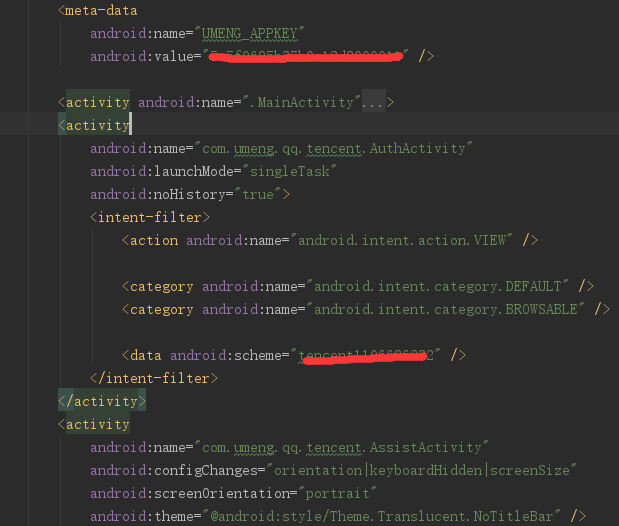 <meta-data
android:name="UMENG_APPKEY"
android:value="" />
<activity android:name=".MainActivity"...>
<activity
android:name="com.umeng.qq.tencent.AuthActivity"
android:launchMode="singleTask"
android:noHistory="true">
<intent-filter>
<action android:name="android.intent.action.VIEW" />
<category android:name="android.intent.category.DEFAULT" />
<category android:name="android.intent.category.BROWSABLE" />
<data android:scheme="" />
</intent-filter>
</activity>
<activity
android:name="com.umeng.qq.tencent.AssistActivity"
android:configChanges="orientation|keyboardHidden|screenSize"
android:screenOrientation="portrait"
android:theme="@android:style/Theme.Translucent.NoTitleBar" />